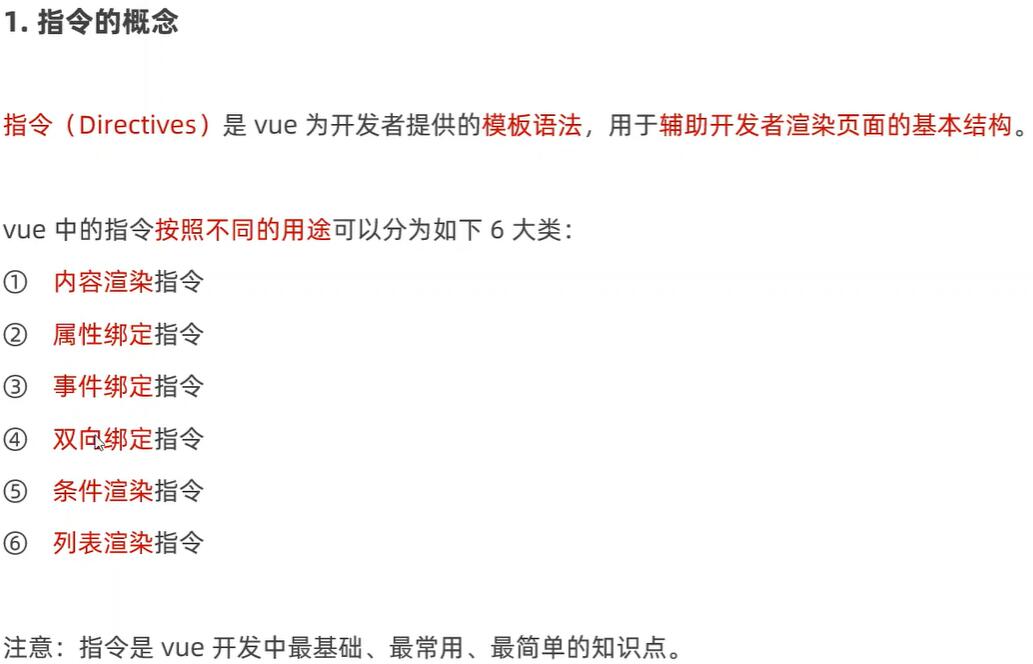 1. 指令的概念
指令（Directives）是 vue 为开发者提供的模板语法，用于辅助开发者渲染页面的基本结构。
vue 中的指令按照不同的用途可以分为如下 6 大类：
① 内容渲染指令
② 属性绑定指令
③ 事件绑定指令
④ 双向绑定指令
⑤ 条件渲染指令
⑥ 列表渲染指令
注意：指令是 vue 开发中最基础、最常用、最简单的知识点。